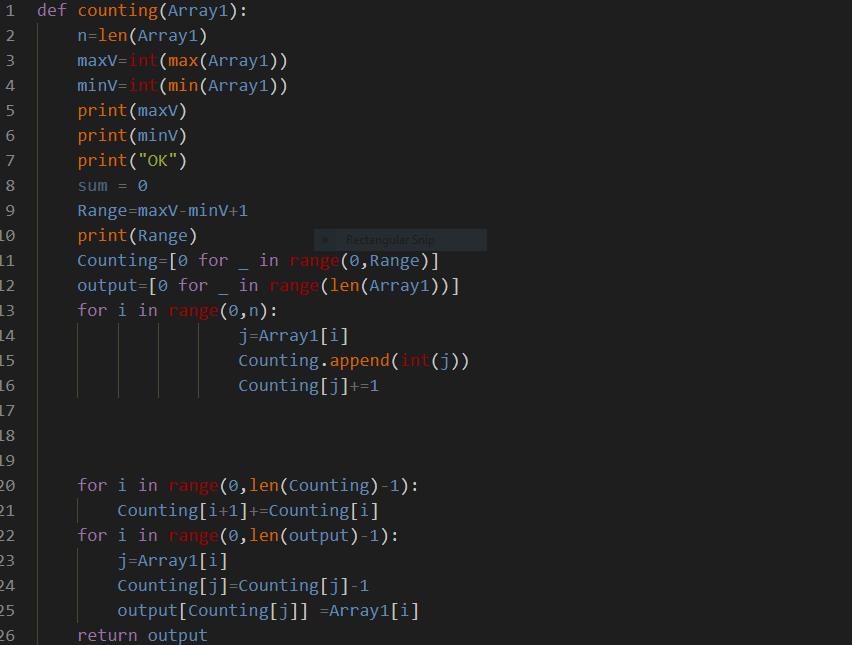 1 def counting(Array1):
2 n=len(Array1)
3 maxV=int(max(Array1))
4 minV=int(min(Array1))
5 print(maxV)
6 print(minV)
7 print("OK")
8 sum = 0
9 Range=maxV-minV+1
10 print(Range)
Rectangular Snip
11 Counting=[0 for _ in range(0,Range)]
12 output=[0 for _ in range(len(Array1))]
13 for i in range(0,n):
14 j=Array1[i]
15 Counting.append(int(j))
16 Counting[j]+=1
17
18
19
20 for i in range(0,len(Counting)-1):
21 Counting[i+1]+=Counting[i]
22 for i in range(0,len(output)-1):
23 j=Array1[i]
24 Counting[j]=Counting[j]-1
25 output[Counting[j]] =Array1[i]
26 return output